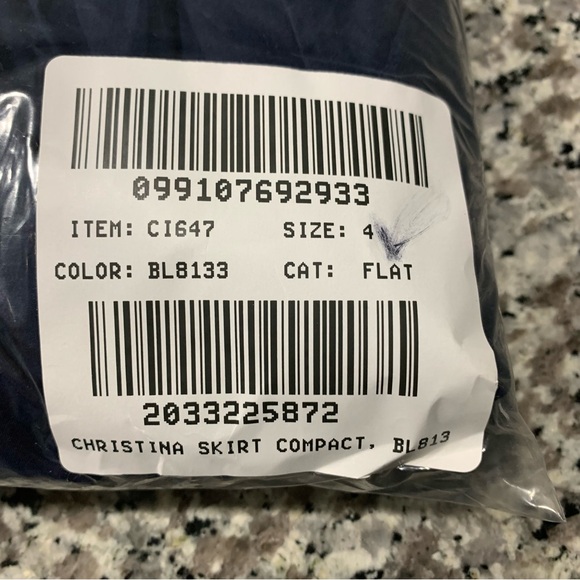 099107692933
ITEM: CI647 SIZE: 4
COLOR: BL8133 CAT: FLAT
2033225872
CHRISTINA SKIRT COMPACT, BL813